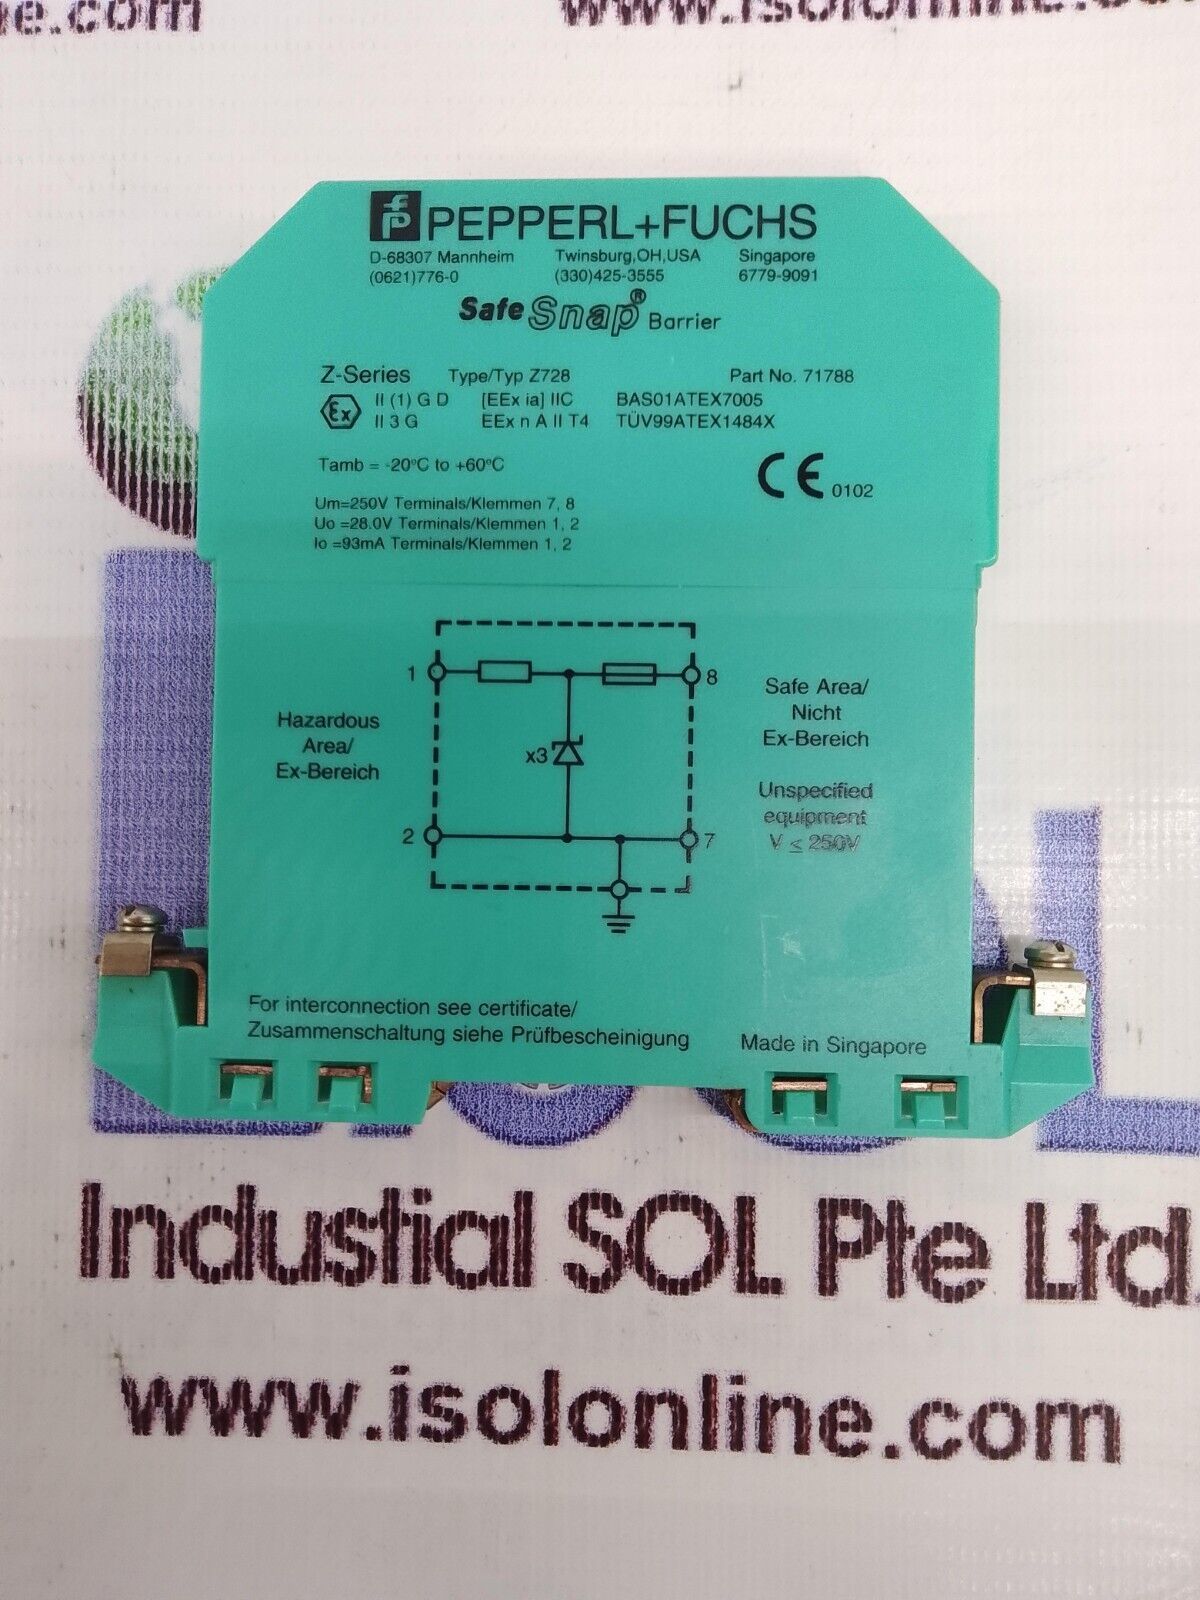 ne.com
www.isolonline.co
PEPPERL+FUCHS
D-68307 Mannheim Twinsburg,OH,USA Singapore
(0621)776-0 (330)425-3555 6779-9091
Safe Snap® Barrier
Z-Series Type/Typ Z728 Part No. 71788
Ex II (1) G D [EEx ia] IIC BAS01ATEX7005
II 3 G EEx n A II T4 TÜV99ATEX1484X
Tamb = -20°C to +60°C
CE 0102
Um=250V Terminals/Klemmen 7, 8
Uo =28.0V Terminals/Klemmen 1, 2
Io =93mA Terminals/Klemmen 1, 2
1
8
Hazardous
Area/
Ex-Bereich
x3
Safe Area/
Nicht
Ex-Bereich
Unspecified
equipment
V ≤ 250V
2
7
For interconnection see certificate/
Zusammenschaltung siehe Prüfbescheinigung
Made in Singapore
Industial SOL Pte Ltd.
www.isolonline.com